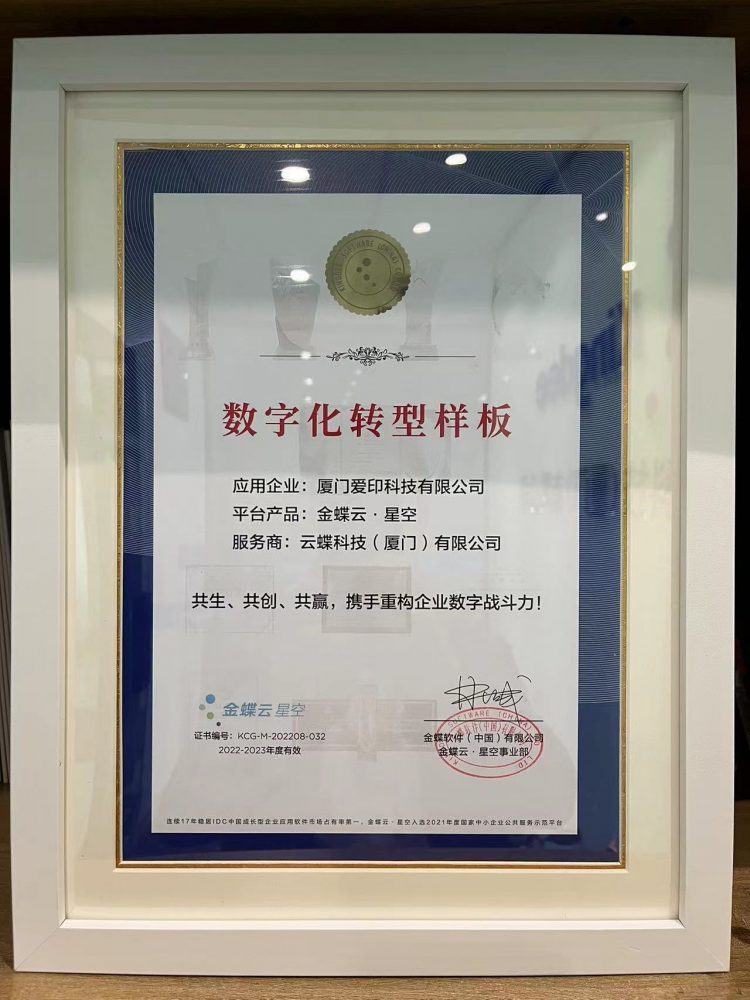 KINGDEE SOFTWARE (CHINA) CO
数字化转型样板
应用企业：厦门爱印科技有限公司
平台产品：金蝶云·星空
服务商：云蝶科技（厦门）有限公司
共生、共创、共赢，携手重构企业数字战斗力！
金蝶云 星空
证书编号：KCG-M-202208-032
2022-2023年度有效
金蝶软件（中国）有限公司
金蝶云·星空事业部
连续17年稳居IDC中国成长型企业应用软件市场占有率第一，金蝶云·星空入选2021年度国家中小企业公共服务示范平台